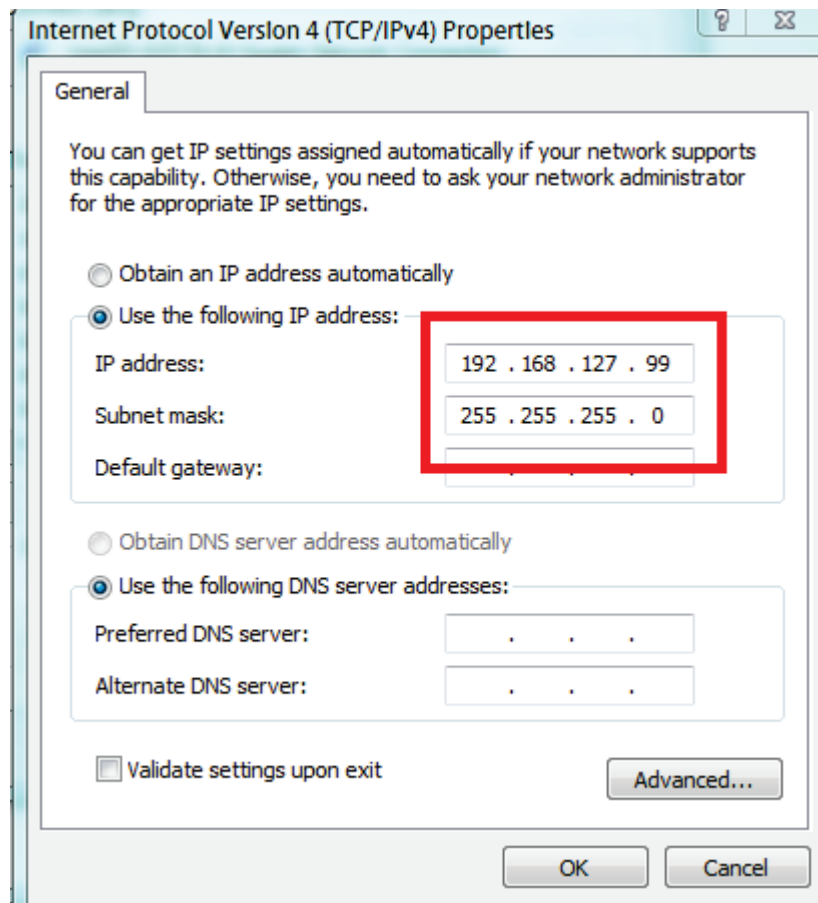 Internet Protocol Version 4 (TCP/IPv4) Properties
General
You can get IP settings assigned automatically if your network supports
this capability. Otherwise, you need to ask your network administrator
for the appropriate IP settings.
Obtain an IP address automatically
Use the following IP address:
IP address: 192 . 168 . 127 . 99
Subnet mask: 255 . 255 . 255 . 0
Default gateway: . . .
Obtain DNS server address automatically
Use the following DNS server addresses:
Preferred DNS server: . . .
Alternate DNS server: . . .
Validate settings upon exit
Advanced...
OK Cancel